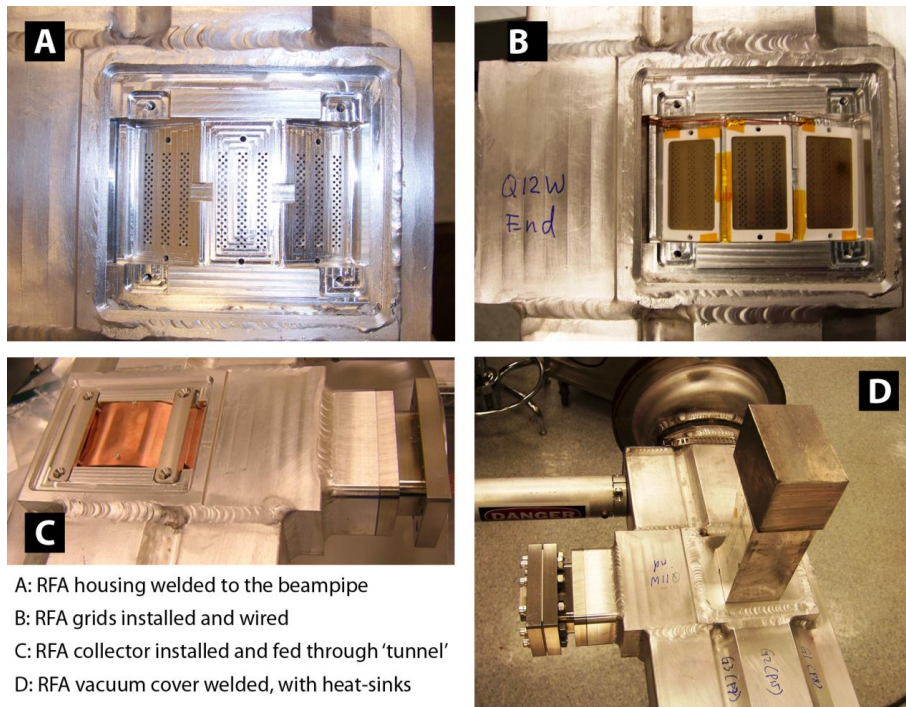 A
B
Q12W
End
C
D
DANGER
Q11W
A: RFA housing welded to the beampipe
B: RFA grids installed and wired
C: RFA collector installed and fed through ‘tunnel’
D: RFA vacuum cover welded, with heat-sinks